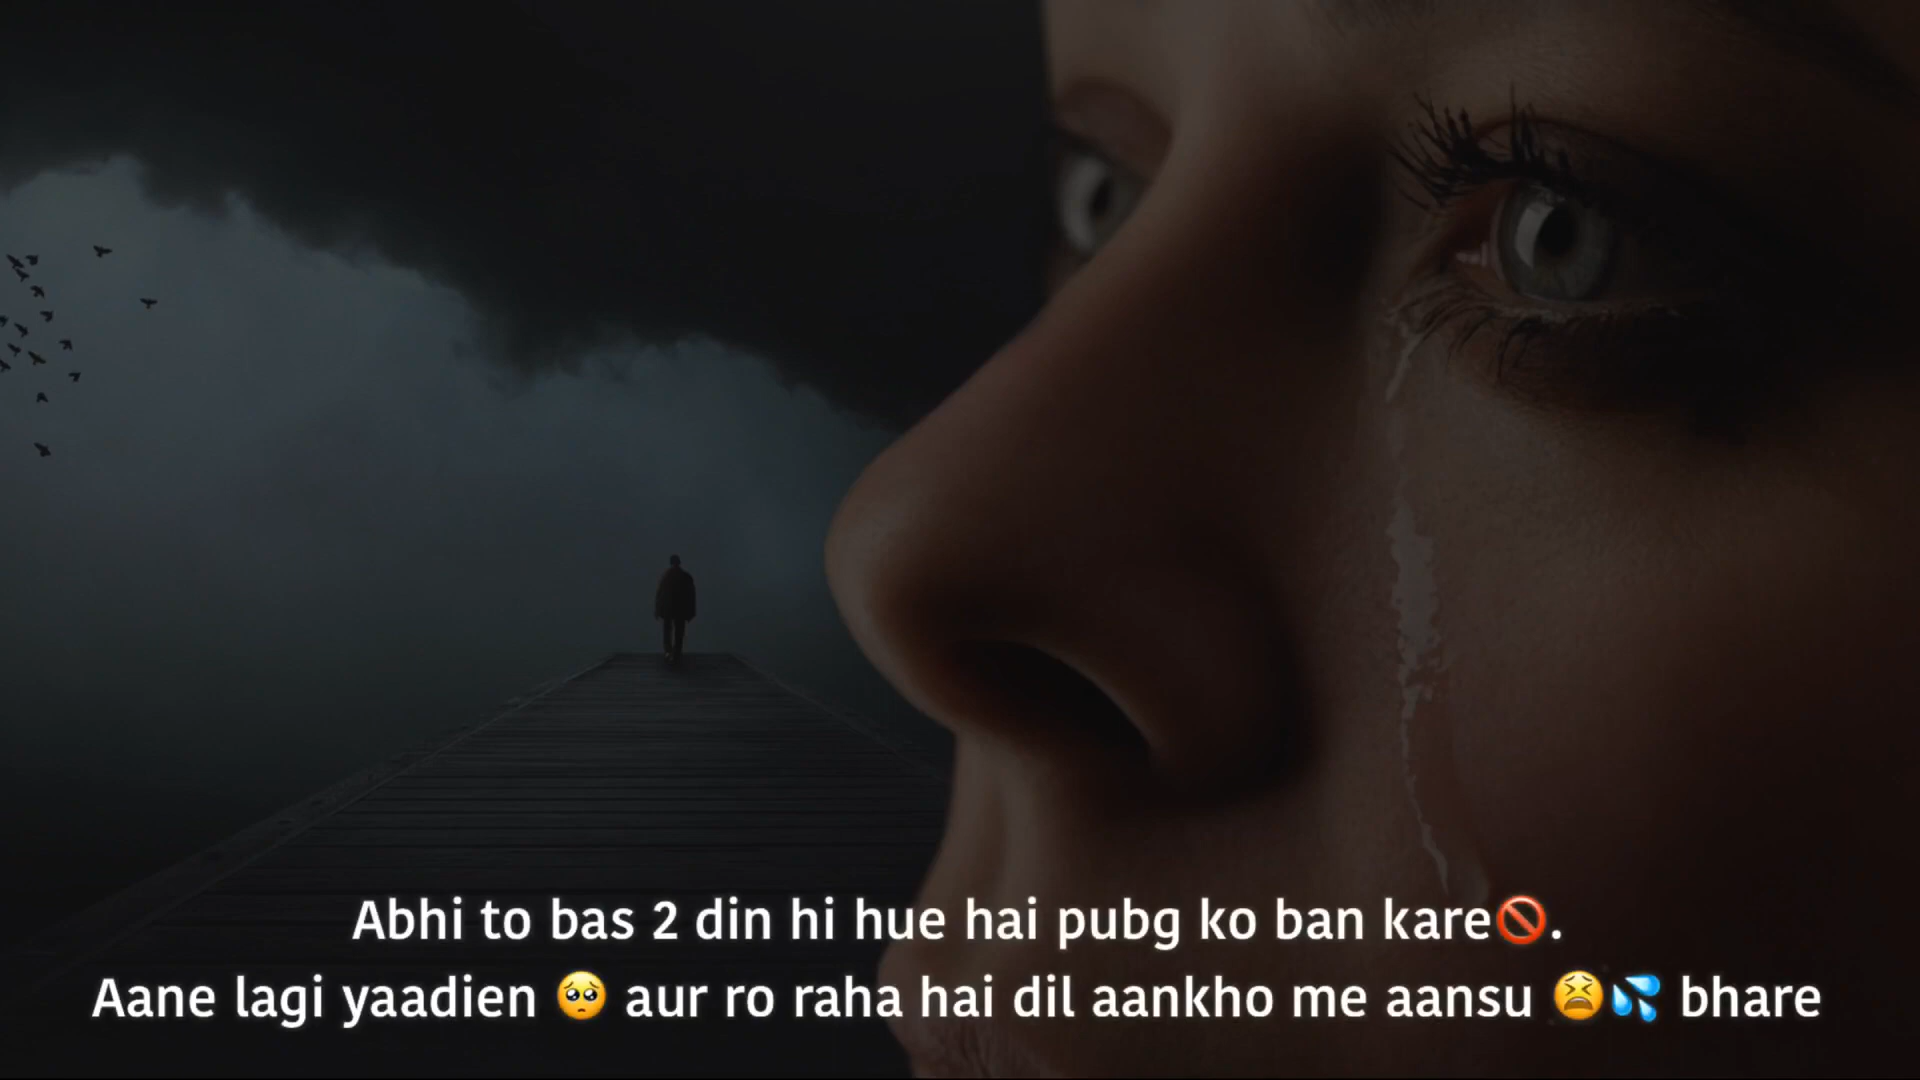 Abhi to bas 2 din hi hue hai pubg ko ban kare🚫.
Aane lagi yaadien 🥺 aur ro raha hai dil aankho me aansu 😫💦 bhare